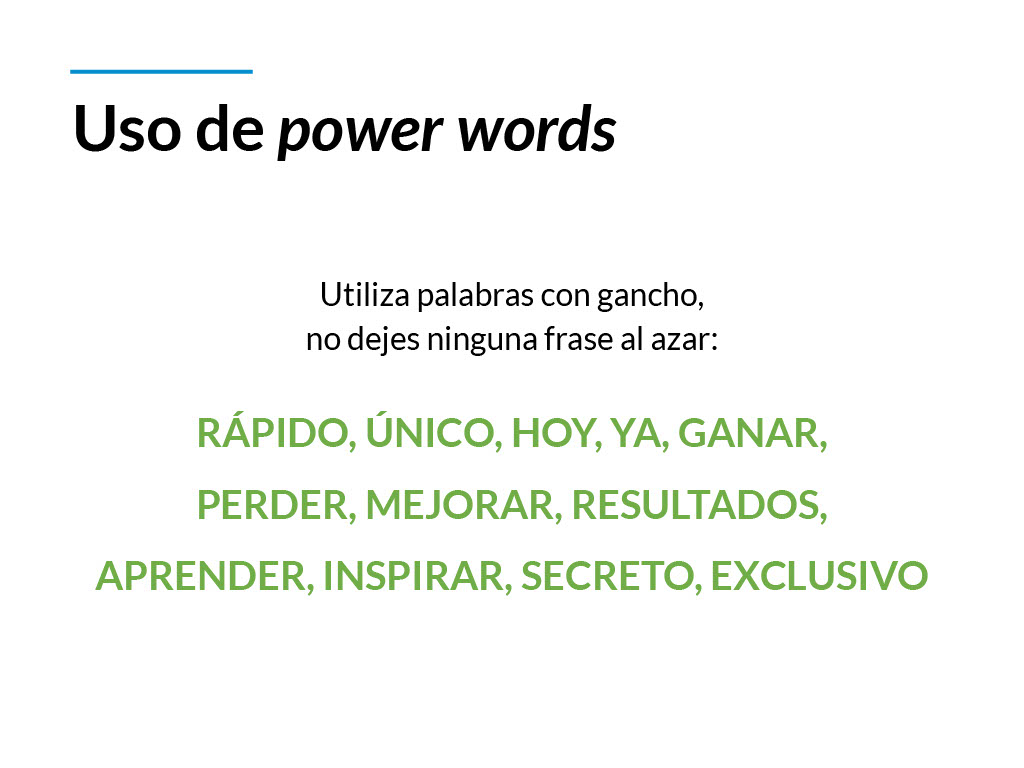 Uso de power words
Utiliza palabras con gancho,
no dejes ninguna frase al azar:
RÁPIDO, ÚNICO, HOY, YA, GANAR,
PERDER, MEJORAR, RESULTADOS,
APRENDER, INSPIRAR, SECRETO, EXCLUSIVO